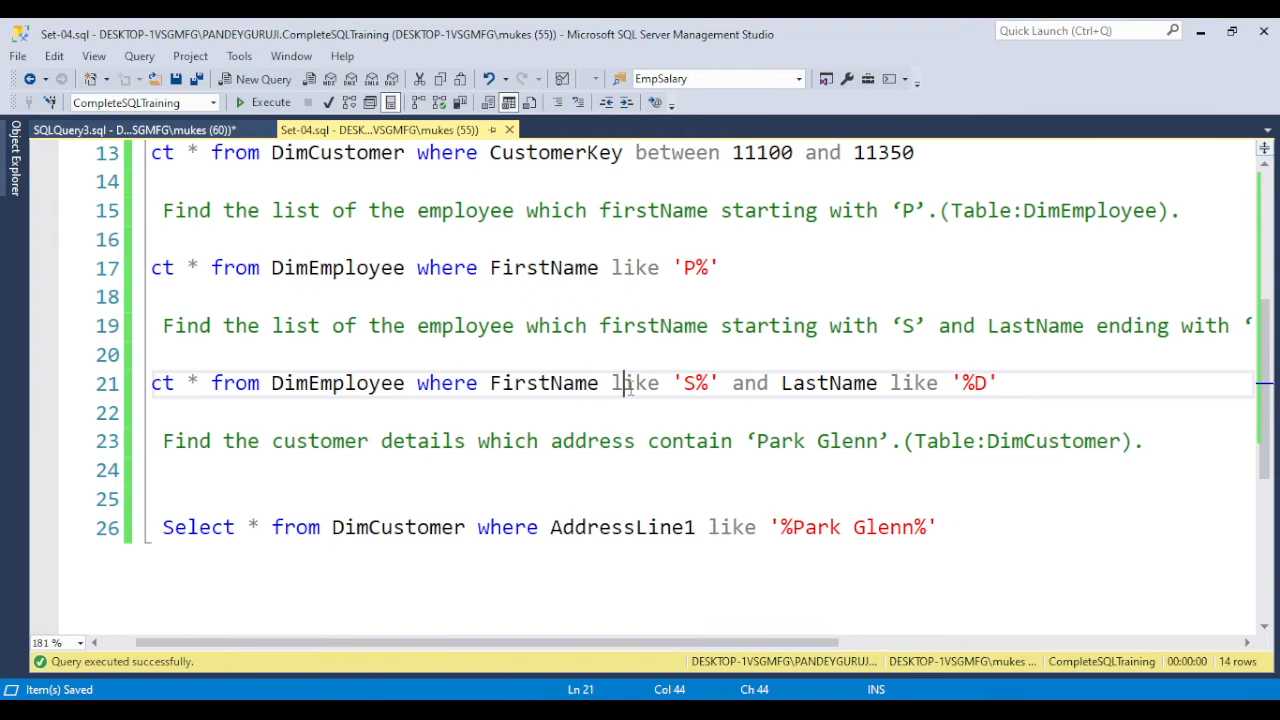 Set-04.sql - DESKTOP-1VSGMFG\PANDEYGURUJI.CompleteSQLTraining (DESKTOP-1VSGMFG\mukes (55)) - Microsoft SQL Server Management Studio
Quick Launch (Ctrl+Q)
File Edit View Query Project Tools Window Help
New Query
EmpSalary
CompleteSQLTraining
Execute
SQLQuery3.sql - D...SGMFG\mukes (60))*
Set-04.sql - DESK...VSGMFG\mukes (55))
Object Explorer
13 ct * from DimCustomer where CustomerKey between 11100 and 11350
14
15 Find the list of the employee which firstName starting with ‘P’.(Table:DimEmployee).
16
17 ct * from DimEmployee where FirstName like 'P%'
18
19 Find the list of the employee which firstName starting with ‘S’ and LastName ending with ‘
20
21 ct * from DimEmployee where FirstName like 'S%' and LastName like '%D'
22
23 Find the customer details which address contain ‘Park Glenn’.(Table:DimCustomer).
24
25
26 Select * from DimCustomer where AddressLine1 like '%Park Glenn%'
181 %
Query executed successfully.
DESKTOP-1VSGMFG\PANDEYGURUJ...
DESKTOP-1VSGMFG\mukes ...
CompleteSQLTraining
00:00:00
14 rows
Item(s) Saved
Ln 21
Col 44
Ch 44
INS